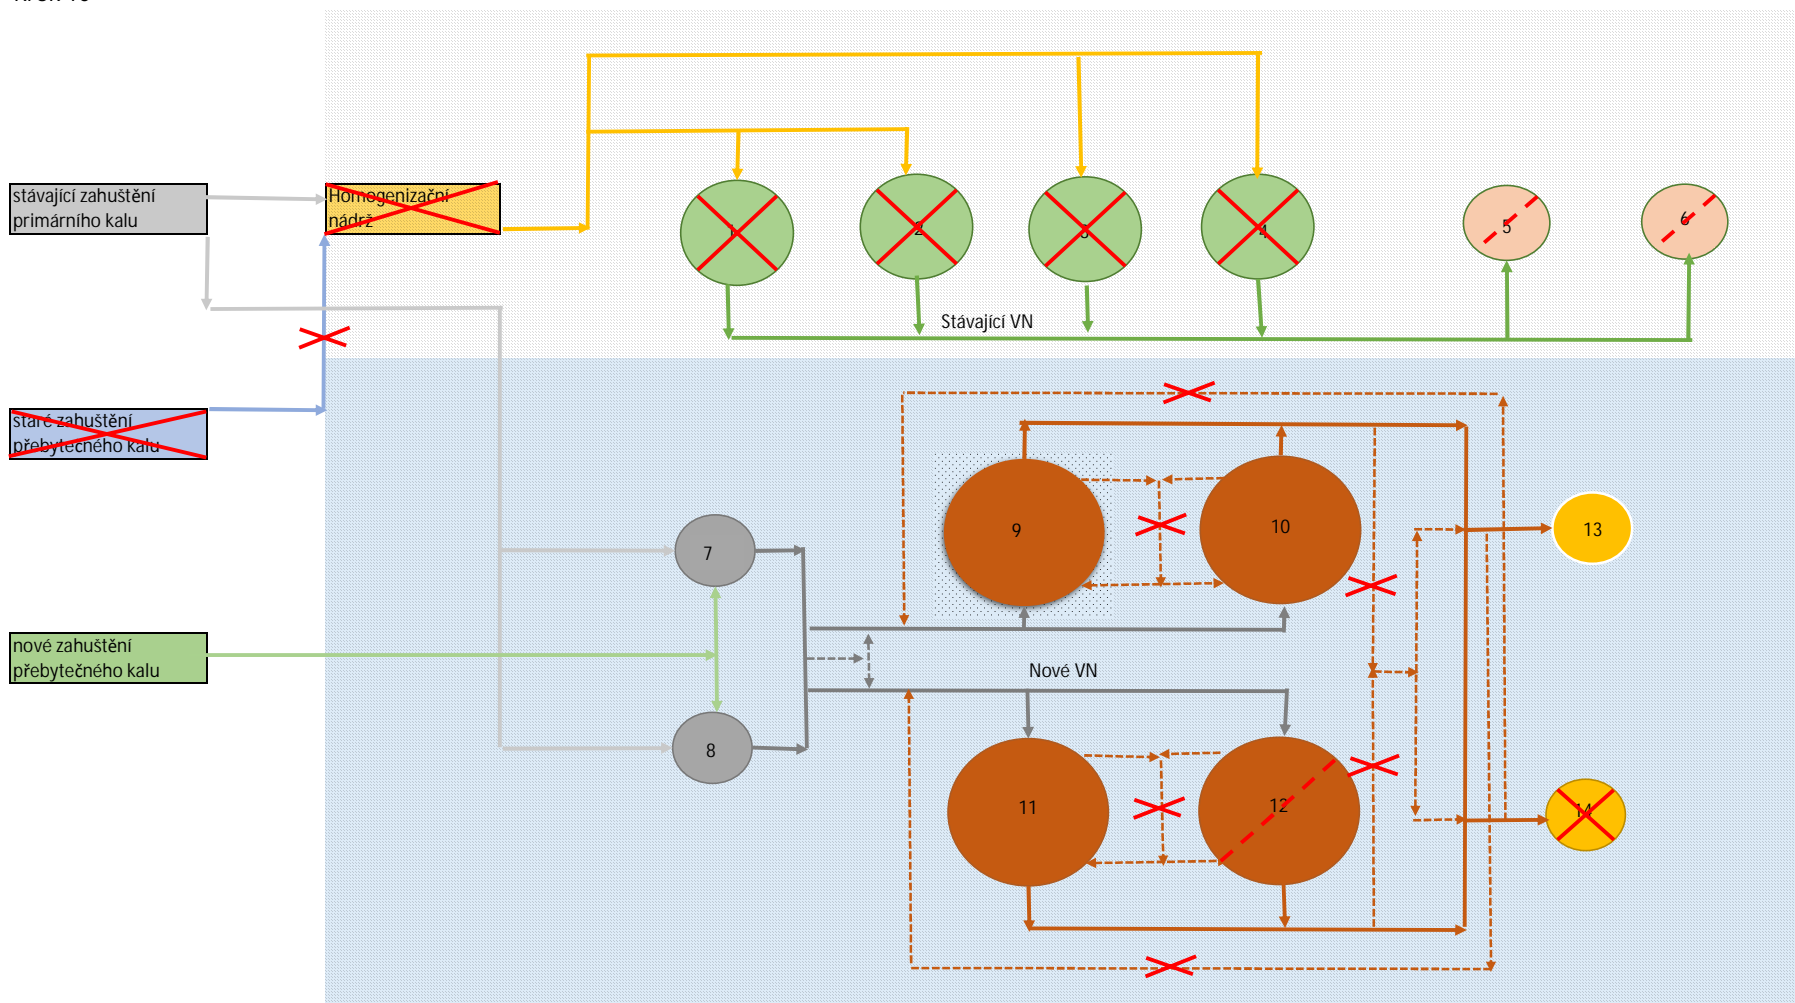 stávající zahuštění
primárního kalu
Homogenizační
nádrž
2
3
4
5
6
Stávající VN
staré zahuštění
přebytečného kalu
9
10
13
7
nové zahuštění
přebytečného kalu
Nové VN
8
11
12
14